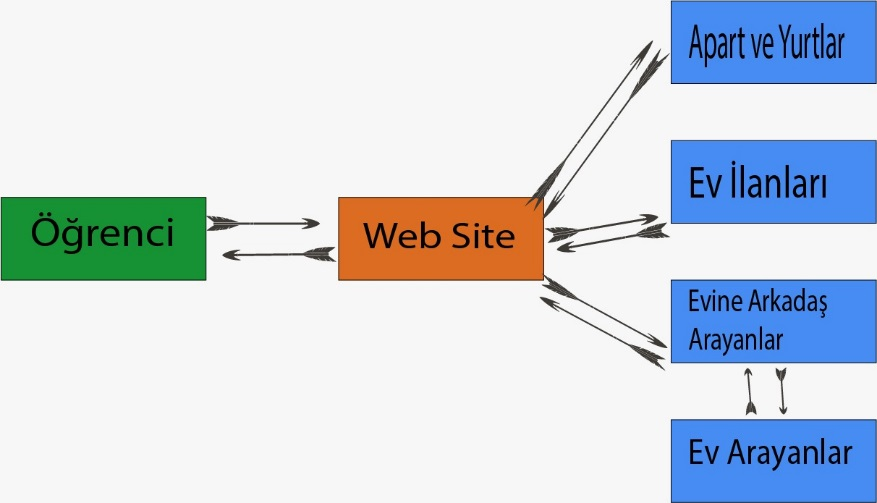 Apart ve Yurtlar
Ev İlanları
Öğrenci
Web Site
Evine Arkadaş
Arayanlar
Ev Arayanlar